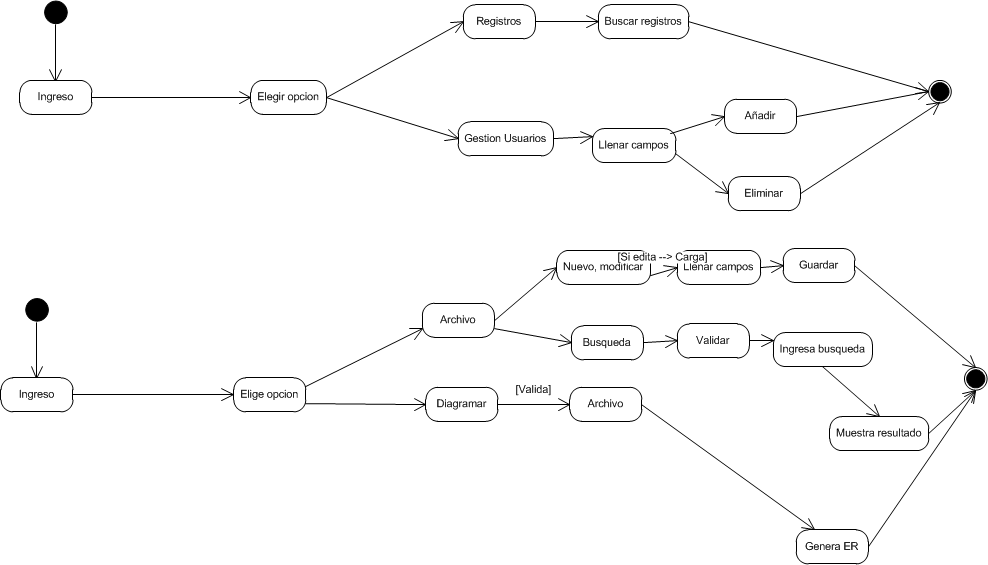 Registros
Buscar registros
Ingreso
Elegir opcion
Añadir
Gestion Usuarios
Llenar campos
Eliminar
[Si edita --> Carga]
Nuevo, modificar
Llenar campos
Guardar
Archivo
Busqueda
Validar
Ingresa busqueda
Ingreso
Elige opcion
Diagramar
[Valida]
Archivo
Muestra resultado
Genera ER